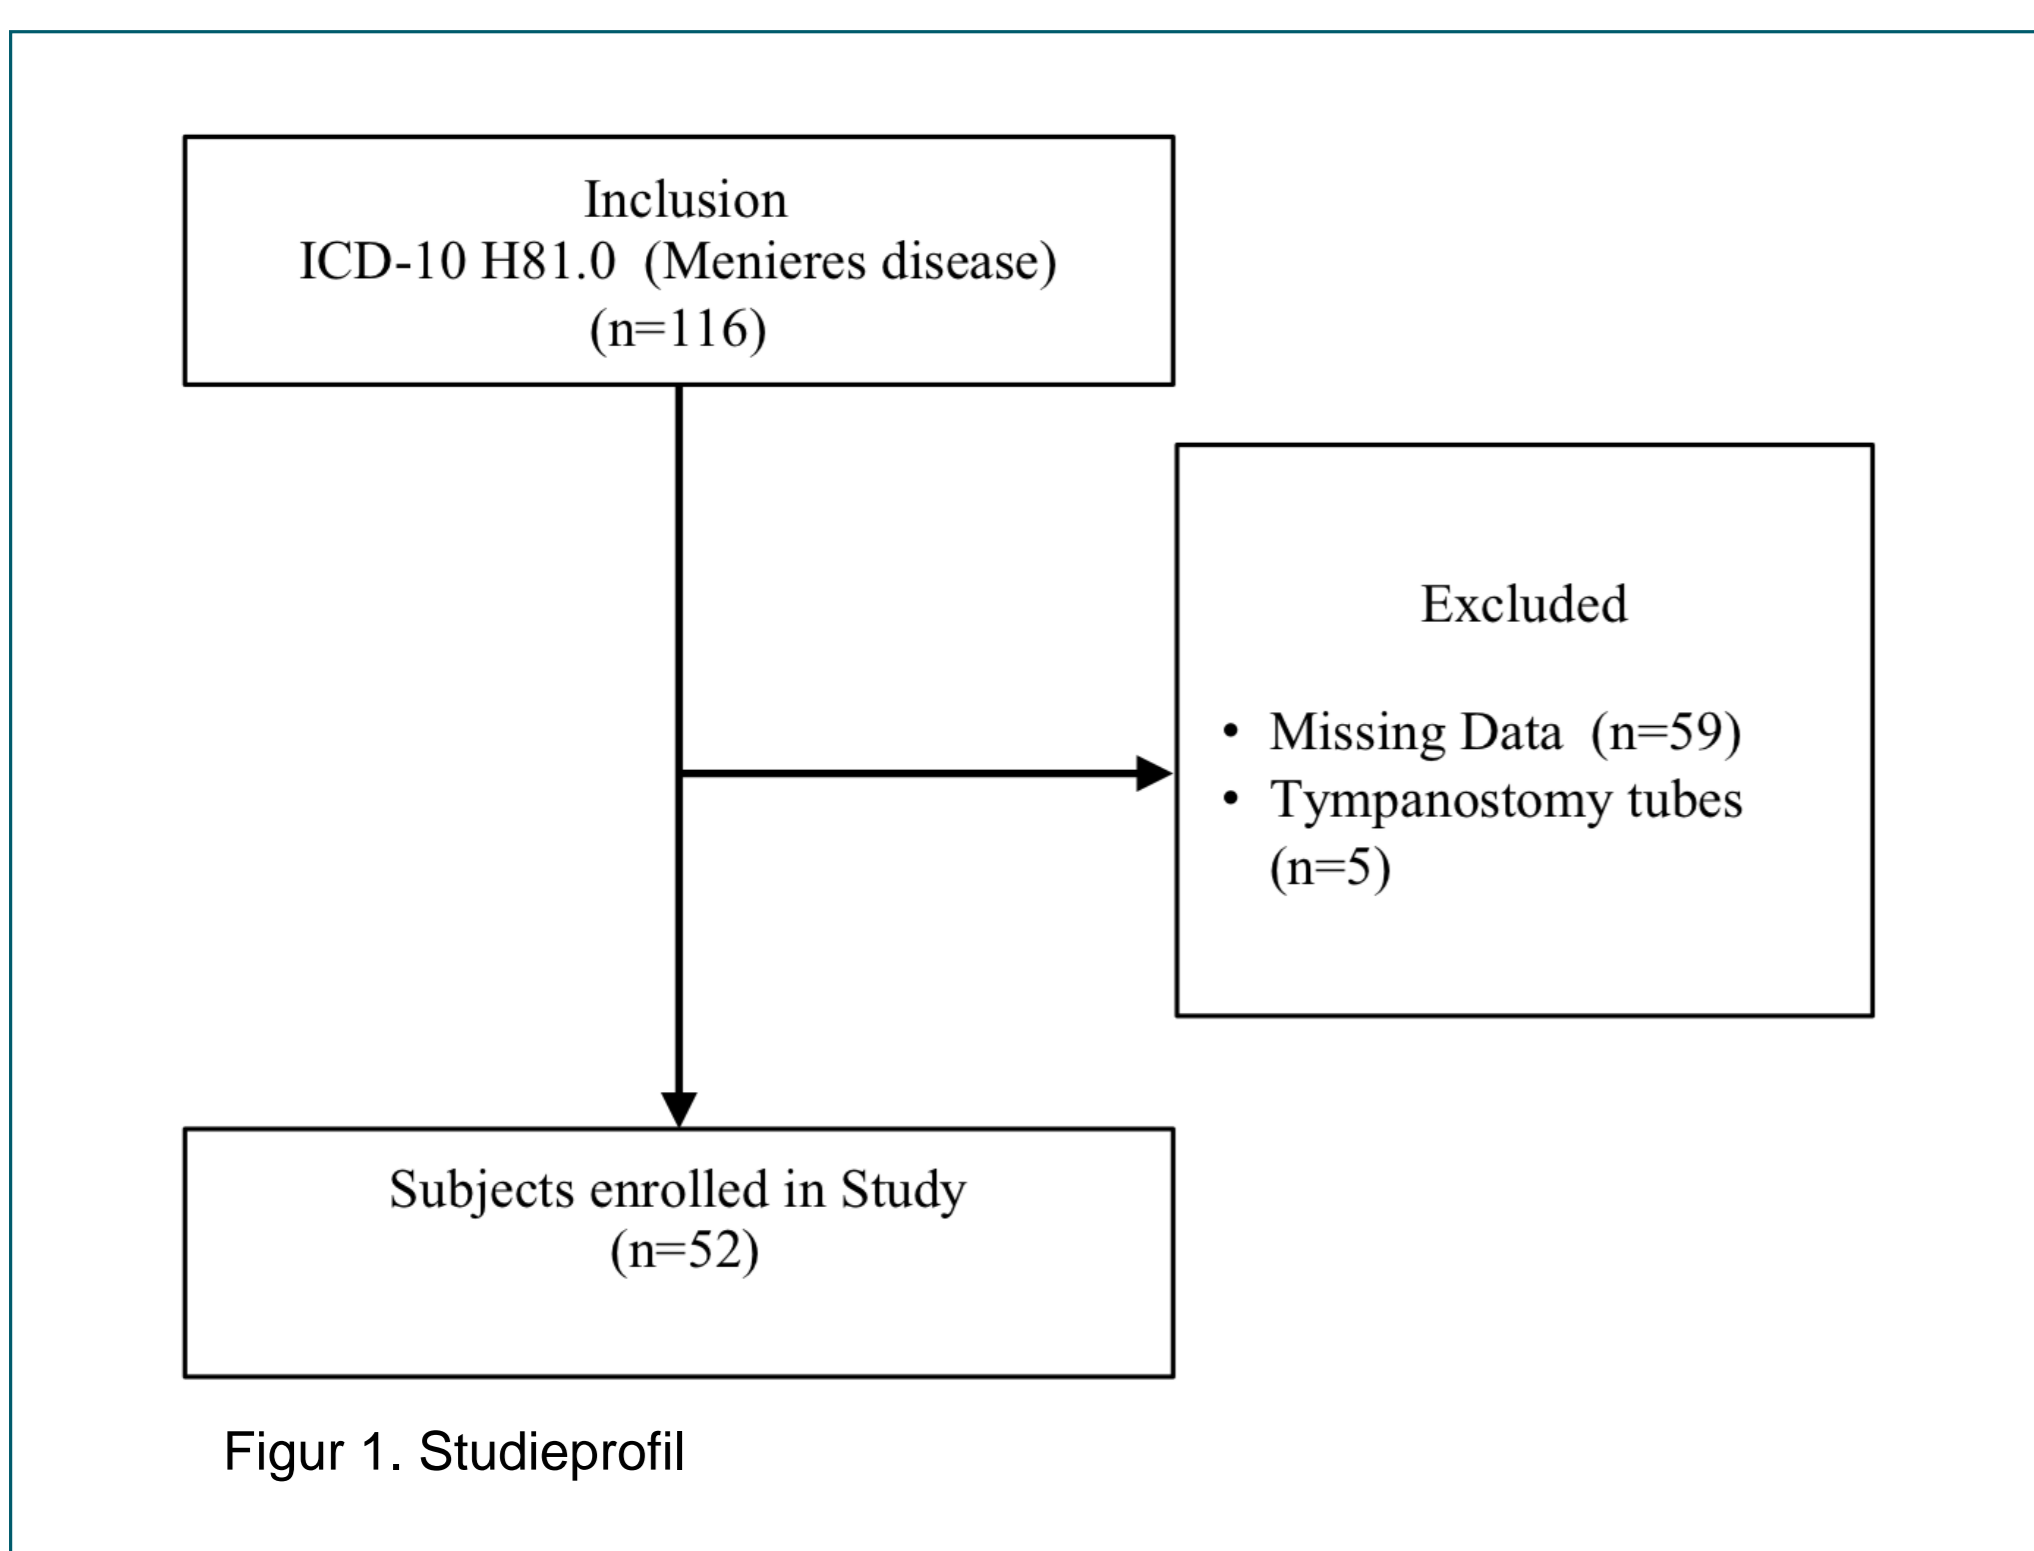 Inclusion
ICD-10 H81.0 (Menieres disease)
(n=116)
Excluded
• Missing Data (n=59)
• Tympanostomy tubes
(n=5)
Subjects enrolled in Study
(n=52)
Figur 1. Studieprofil